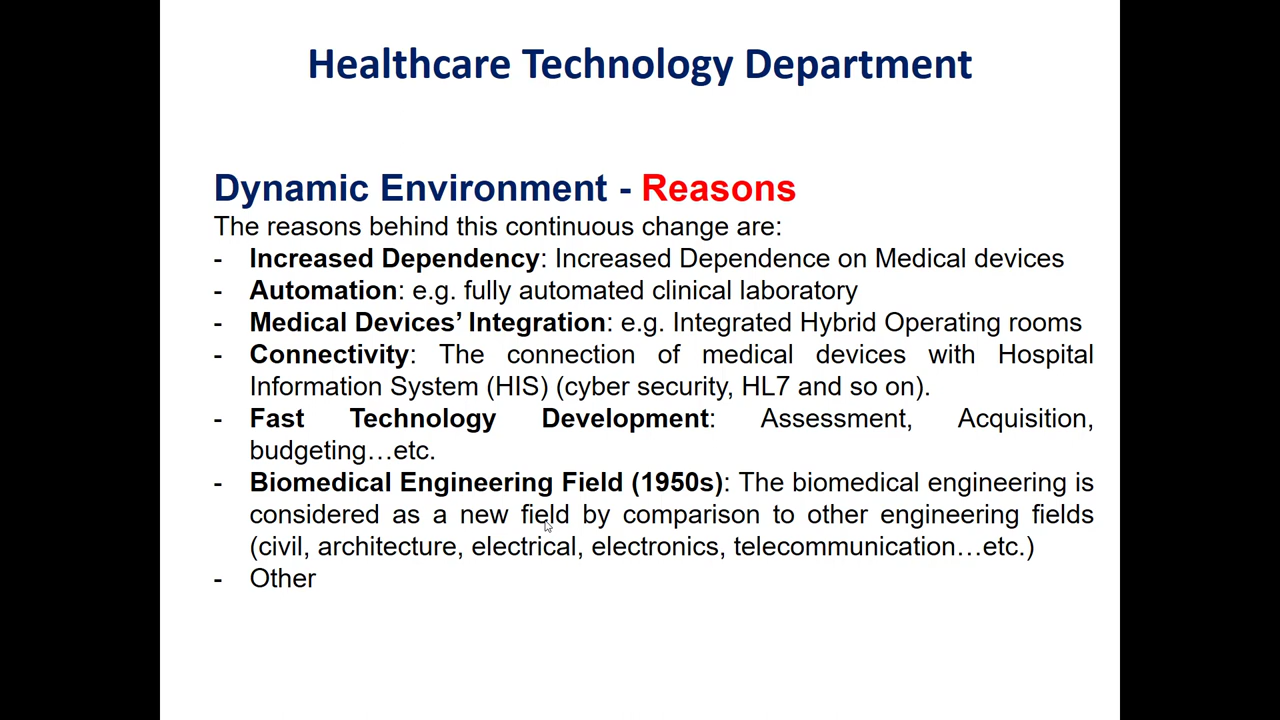 Healthcare Technology Department
Dynamic Environment - Reasons
The reasons behind this continuous change are:
- Increased Dependency: Increased Dependence on Medical devices
- Automation: e.g. fully automated clinical laboratory
- Medical Devices’ Integration: e.g. Integrated Hybrid Operating rooms
- Connectivity: The connection of medical devices with Hospital
Information System (HIS) (cyber security, HL7 and so on).
- Fast Technology Development: Assessment, Acquisition,
budgeting…etc.
- Biomedical Engineering Field (1950s): The biomedical engineering is
considered as a new field by comparison to other engineering fields
(civil, architecture, electrical, electronics, telecommunication…etc.)
- Other